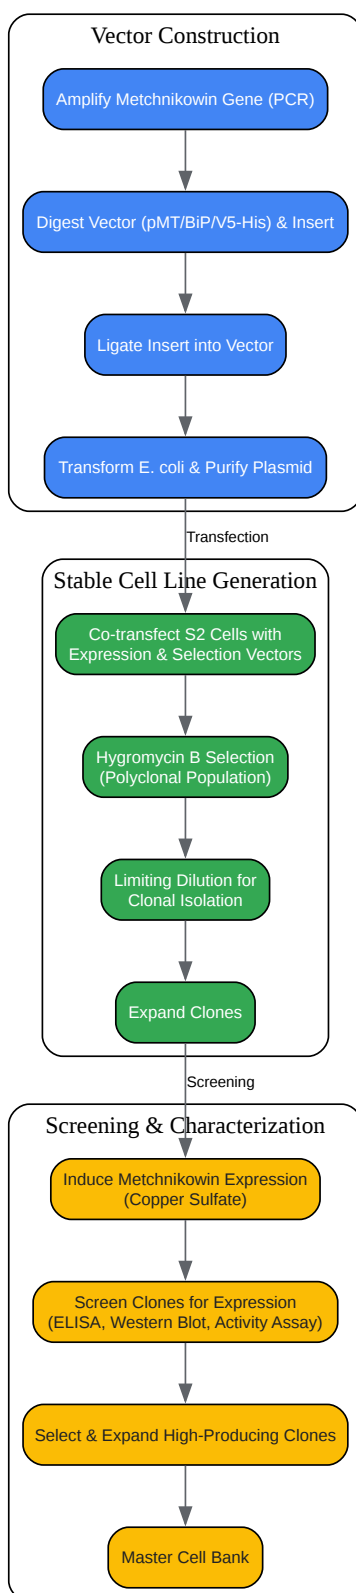 Vector Construction
Amplify Metchnikowin Gene (PCR)
Digest Vector (pMT/BiP/V5-His) & Insert
Ligate Insert into Vector
Transform E. coli & Purify Plasmid
Transfection
Stable Cell Line Generation
Co-transfect S2 Cells with
Expression & Selection Vectors
Hygromycin B Selection
(Polyclonal Population)
Limiting Dilution for
Clonal Isolation
Expand Clones
Screening
Screening & Characterization
Induce Metchnikowin Expression
(Copper Sulfate)
Screen Clones for Expression
(ELISA, Western Blot, Activity Assay)
Select & Expand High-Producing Clones
Master Cell Bank